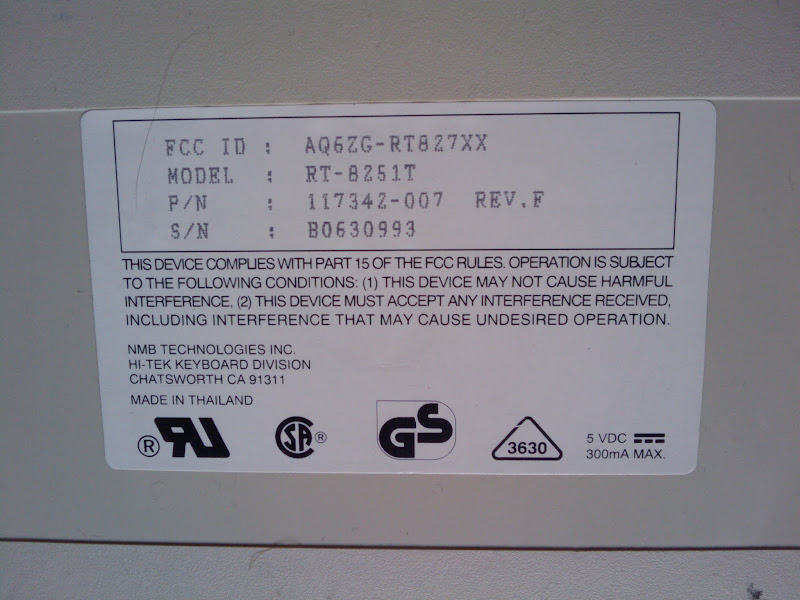 FCC ID : AQ6ZG-RT827XX
MODEL : RT-8251T
P/N : 117342-007 REV.F
S/N : B0630993
THIS DEVICE COMPLIES WITH PART 15 OF THE FCC RULES. OPERATION IS SUBJECT
TO THE FOLLOWING CONDITIONS: (1) THIS DEVICE MAY NOT CAUSE HARMFUL
INTERFERENCE, (2) THIS DEVICE MUST ACCEPT ANY INTERFERENCE RECEIVED,
INCLUDING INTERFERENCE THAT MAY CAUSE UNDESIRED OPERATION.
NMB TECHNOLOGIES INC.
HI-TEK KEYBOARD DIVISION
CHATSWORTH CA 91311
MADE IN THAILAND
® RU SA ® GS 3630 5 VDC
300mA MAX.